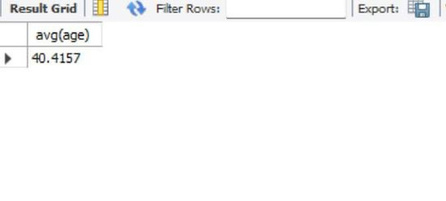 Result Grid Filter Rows: Export:
avg(age)
40.4157